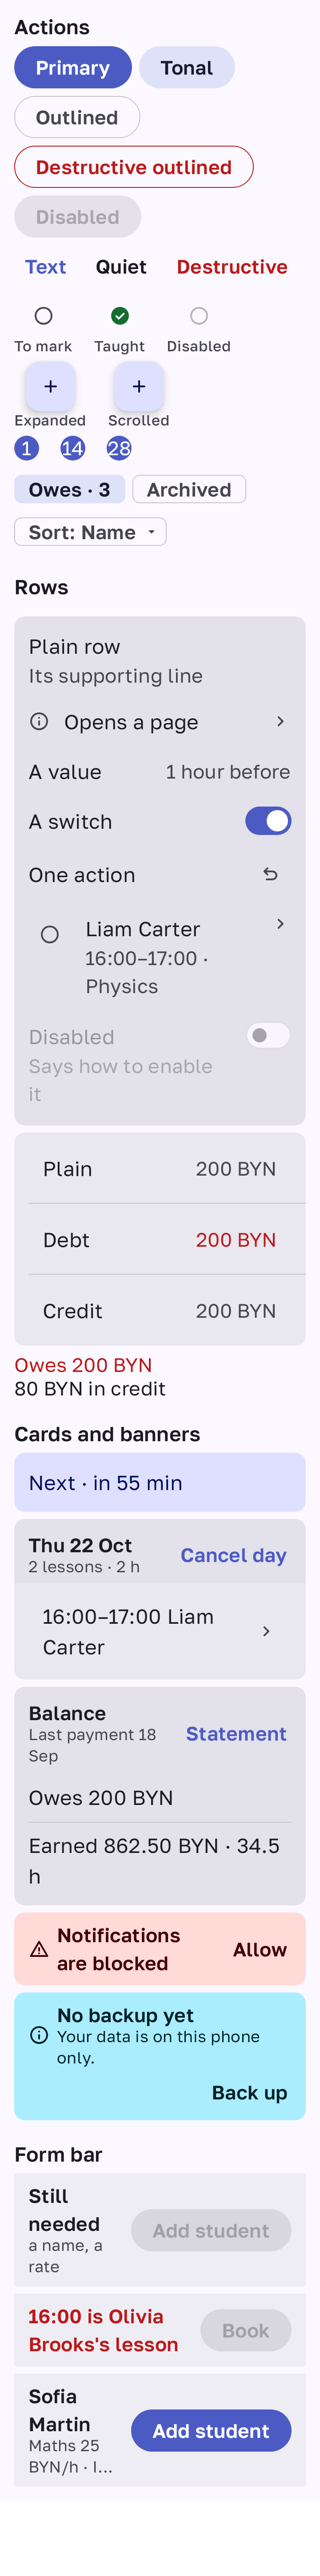 Actions
Primary Tonal
Outlined
Destructive outlined
Disabled
Text Quiet Destructive
To mark Taught Disabled
+ +
Expanded Scrolled
1 14 28
Owes · 3 Archived
Sort: Name
Rows
Plain row
Its supporting line
Opens a page
A value 1 hour before
A switch
One action
Liam Carter
16:00–17:00 ·
Physics
Disabled
Says how to enable
it
Plain 200 BYN
Debt 200 BYN
Credit 200 BYN
Owes 200 BYN
80 BYN in credit
Cards and banners
Next · in 55 min
Thu 22 Oct
2 lessons · 2 h
Cancel day
16:00–17:00 Liam
Carter
Balance
Last payment 18
Sep
Statement
Owes 200 BYN
Earned 862.50 BYN · 34.5
h
Notifications
are blocked
Allow
No backup yet
Your data is on this phone
only.
Back up
Form bar
Still
needed
a name, a
rate
Add student
16:00 is Olivia
Brooks's lesson
Book
Sofia
Martin
Maths 25
BYN/h · I...
Add student